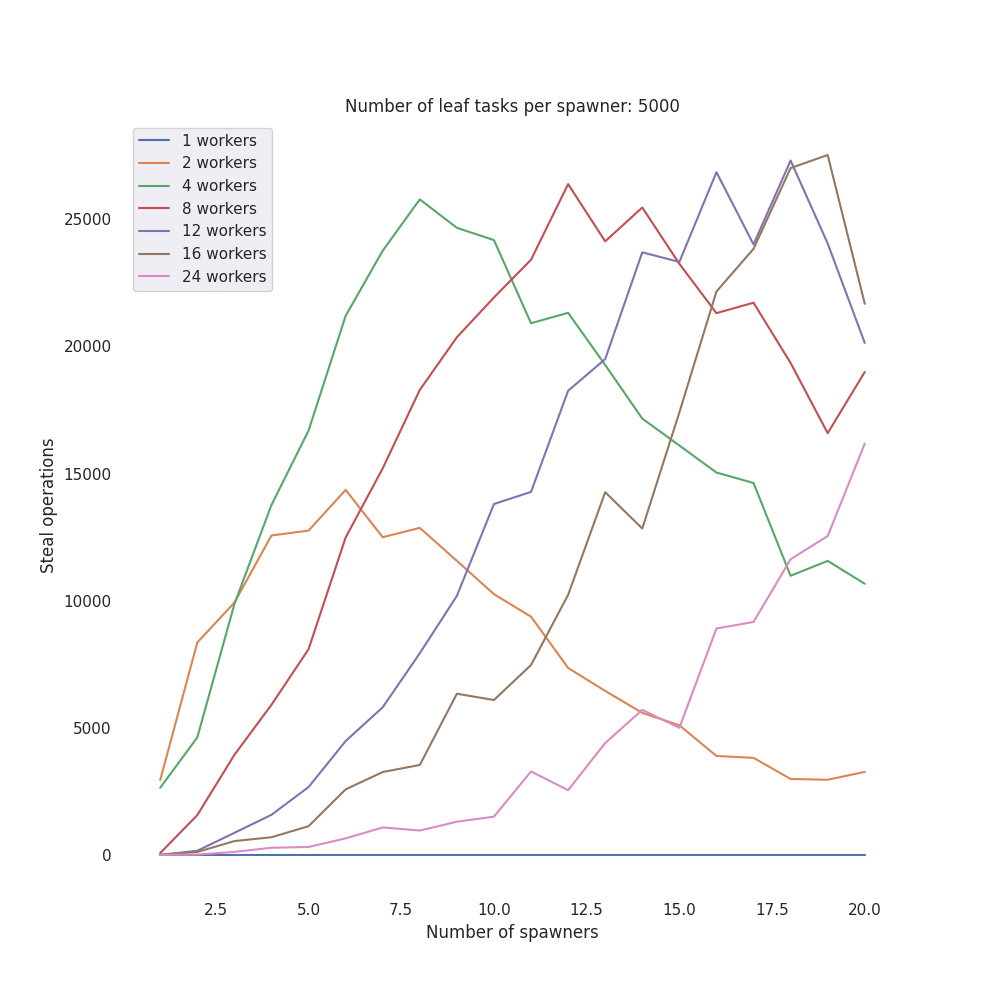 Number of leaf tasks per spawner: 5000
1 workers
2 workers
4 workers
8 workers
12 workers
16 workers
24 workers
25000
20000
15000
10000
5000
0
Steal operations
2.5 5.0 7.5 10.0 12.5 15.0 17.5 20.0
Number of spawners